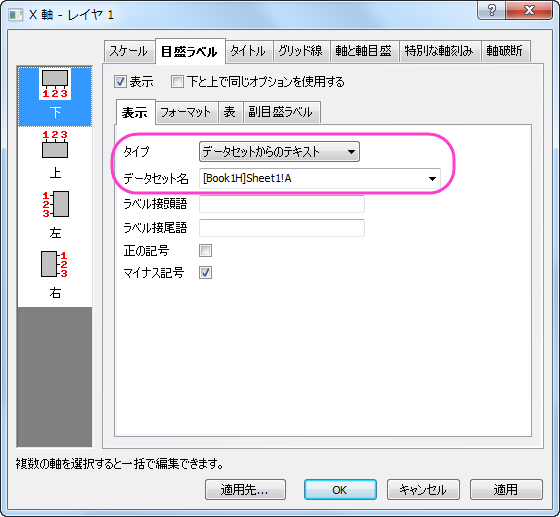 X 軸 - レイヤ 1
スケール 目盛ラベル タイトル グリッド線 軸と軸目盛 特別な軸刻み 軸破断
表示 下と上で同じオプションを使用する
123
下
123
上
1
2
3
左
1
2
3
右
表示 フォーマット 表 副目盛ラベル
タイプ データセットからのテキスト
データセット名 [Book1H]Sheet1!A
ラベル接頭語
ラベル接尾語
正の記号
マイナス記号
複数の軸を選択すると一括で編集できます。
適用先... OK キャンセル 適用